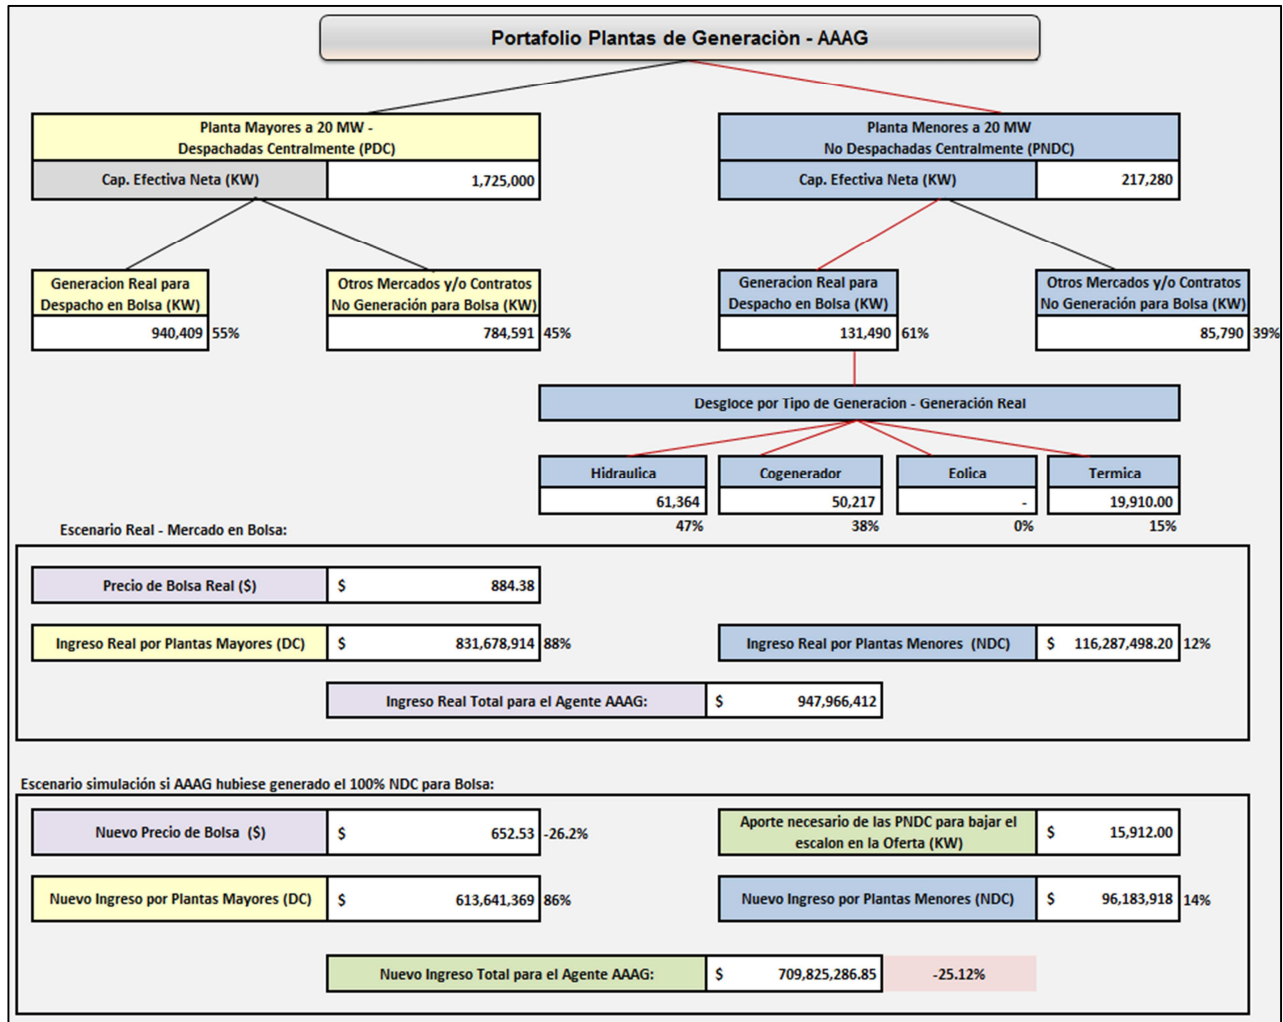 Portafolio Plantas de Generaciòn - AAAG
Planta Mayores a 20 MW -
Despachadas Centralmente (PDC)
Cap. Efectiva Neta (KW) 1,725,000
Planta Menores a 20 MW
No Despachadas Centralmente (PNDC)
Cap. Efectiva Neta (KW) 217,280
Generacion Real para
Despacho en Bolsa (KW)
940,409 55%
Otros Mercados y/o Contratos
No Generación para Bolsa (KW)
784,591 45%
Generacion Real para
Despacho en Bolsa (KW)
131,490 61%
Otros Mercados y/o Contratos
No Generación para Bolsa (KW)
85,790 39%
Desgloce por Tipo de Generacion - Generación Real
Hidraulica Cogenerador Eolica Termica
61,364 50,217 - 19,910.00
47% 38% 0% 15%
Escenario Real - Mercado en Bolsa:
Precio de Bolsa Real ($) $ 884.38
Ingreso Real por Plantas Mayores (DC) $ 831,678,914 88%
Ingreso Real por Plantas Menores (NDC) $ 116,287,498.20 12%
Ingreso Real Total para el Agente AAAG: $ 947,966,412
Escenario simulación si AAAG hubiese generado el 100% NDC para Bolsa:
Nuevo Precio de Bolsa ($) $ 652.53 -26.2%
Aporte necesario de las PNDC para bajar el
escalon en la Oferta (KW)
$ 15,912.00
Nuevo Ingreso por Plantas Mayores (DC) $ 613,641,369 86%
Nuevo Ingreso por Plantas Menores (NDC) $ 96,183,918 14%
Nuevo Ingreso Total para el Agente AAAG: $ 709,825,286.85 -25.12%